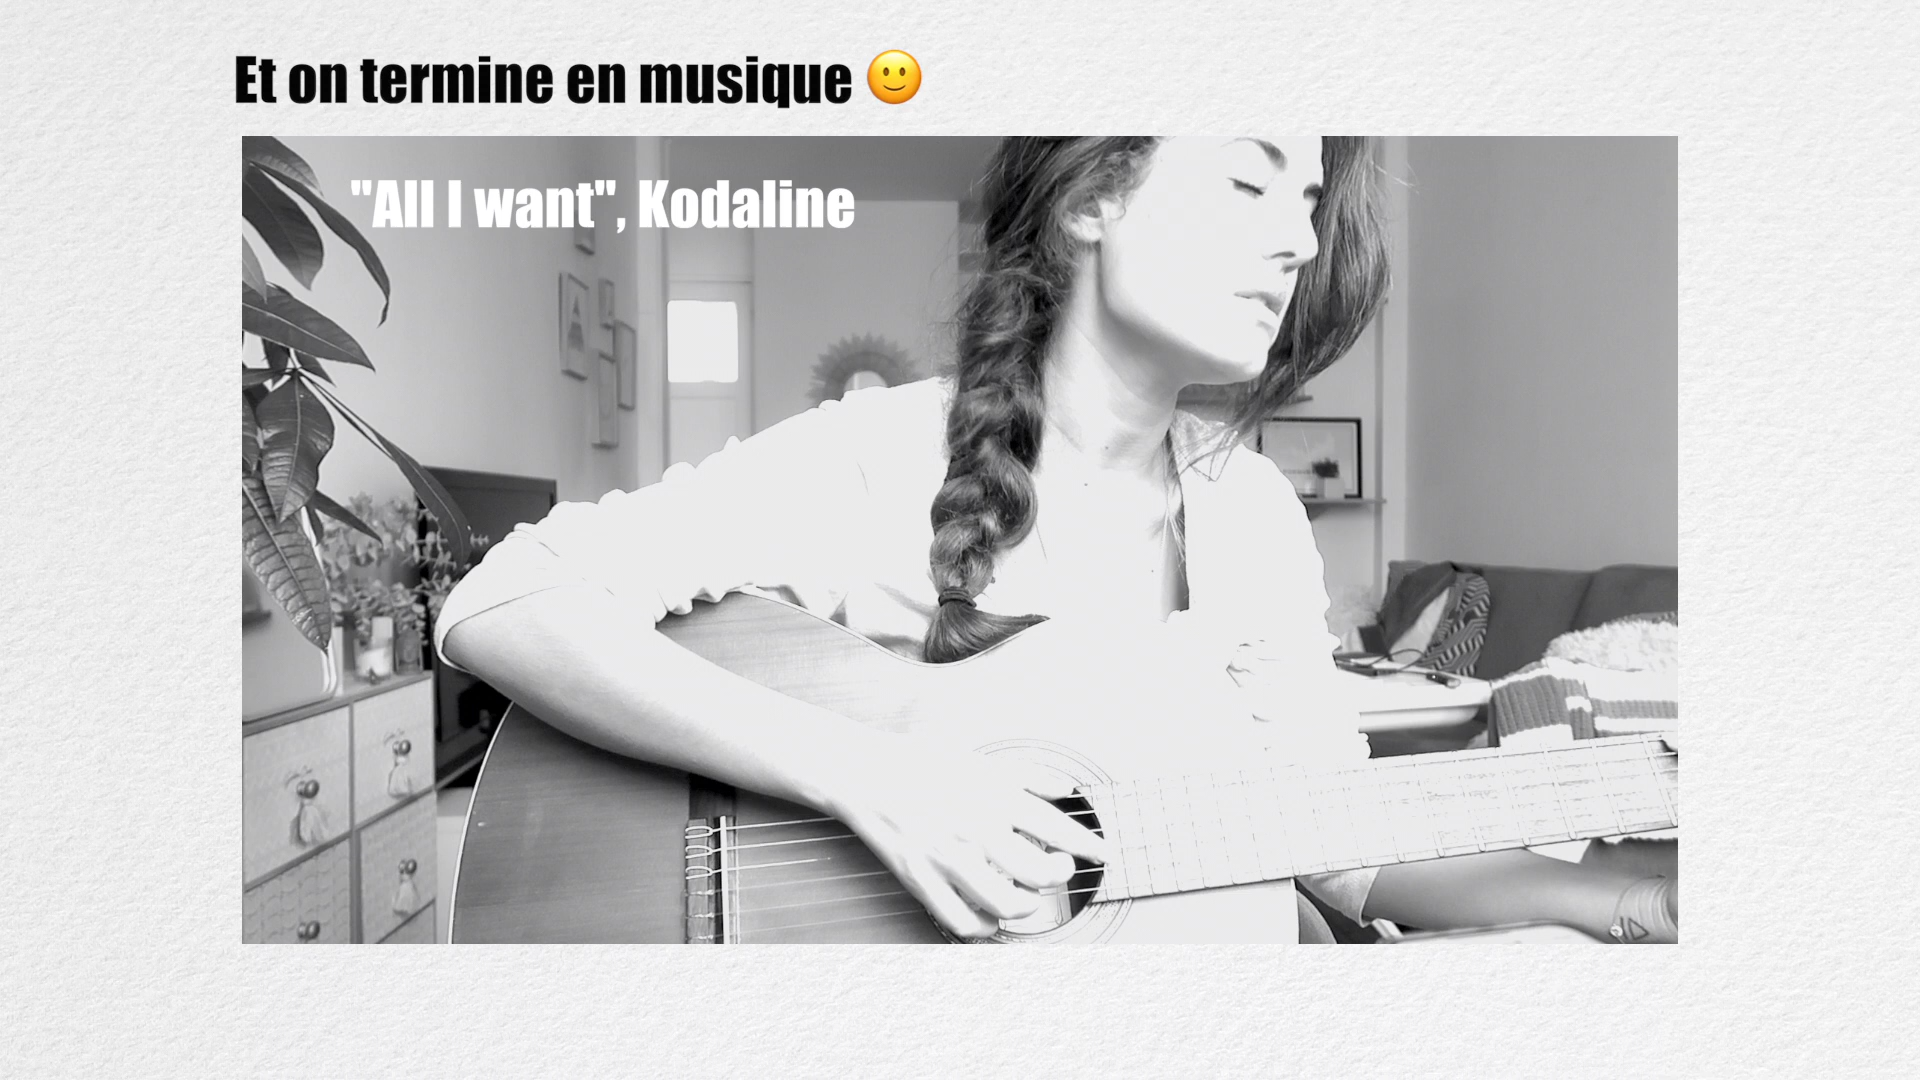 Et on termine en musique 🙂
"All I want", Kodaline